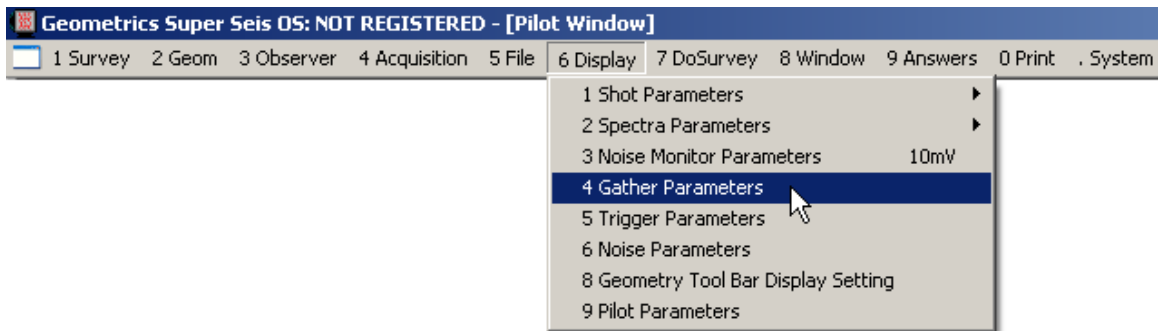 Geometrics Super Seis OS: NOT REGISTERED - [Pilot Window]
1 Survey 2 Geom 3 Observer 4 Acquisition 5 File 6 Display 7 DoSurvey 8 Window 9 Answers 0 Print . System
1 Shot Parameters
2 Spectra Parameters
3 Noise Monitor Parameters 10mV
4 Gather Parameters
5 Trigger Parameters
6 Noise Parameters
8 Geometry Tool Bar Display Setting
9 Pilot Parameters